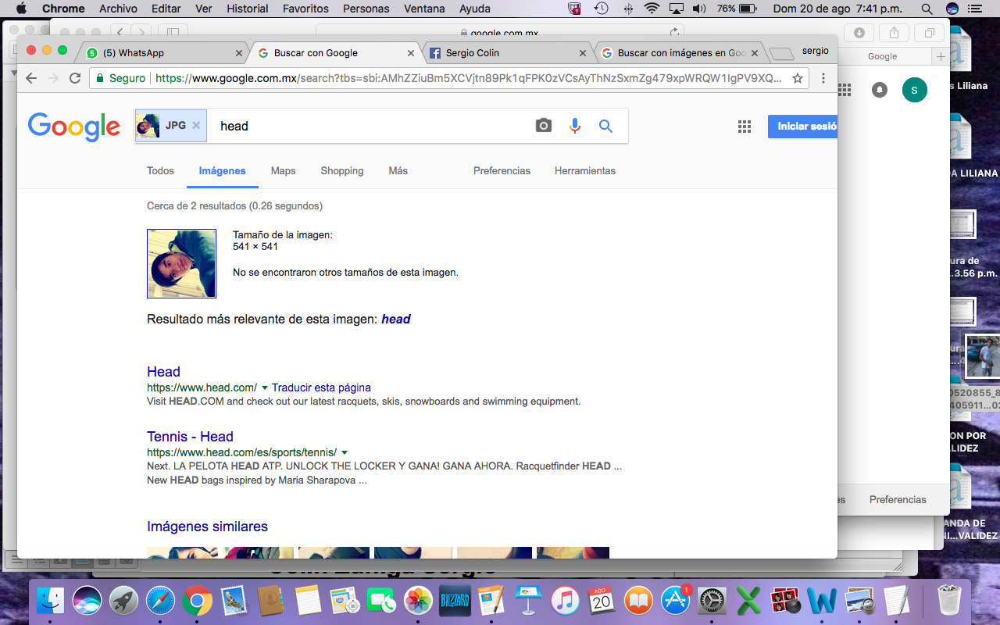 Chrome Archivo Editar Ver Historial Favoritos Personas Ventana Ayuda 76% Dom 20 de ago 7:41 p.m.
google.com.mx
(5) WhatsApp
Buscar con Google
Sergio Colin
Buscar con imágenes en Goo
sergio
Google
Seguro https://www.google.com.mx/search?tbs=sbi:AMhZZiuBm5XCVjtn89Pk1qFPK0zVCsAyThNzSxmZg479xpWRQW1IgPV9XQ...
S
s Liliana
Google JPG head
Iniciar sesió
Todos Imágenes Maps Shopping Más Preferencias Herramientas
A LILIANA
Cerca de 2 resultados (0.26 segundos)
Tamaño de la imagen:
541 × 541
No se encontraron otros tamaños de esta imagen.
ura de
...3.56 p.m.
Resultado más relevante de esta imagen: head
Head
https://www.head.com/ Traducir esta página
Visit HEAD.COM and check out our latest racquets, skis, snowboards and swimming equipment.
0520855_8
405911...02
Tennis - Head
https://www.head.com/es/sports/tennis/
Next. LA PELOTA HEAD ATP. UNLOCK THE LOCKER Y GANA! GANA AHORA. Racquetfinder HEAD ...
New HEAD bags inspired by Maria Sharapova ...
ON POR
ALIDEZ
es Preferencias
Imágenes similares
ANDA DE
NI...VALIDEZ
Colin Zuñiga Sergio
BLIZZARD
AGO
20
1
30